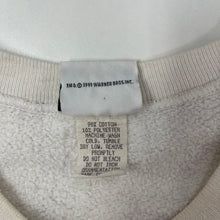 TM & © 1999 WARNER BROS. INC.
90% COTTON
10% POLYESTER
MACHINE WASH
COLD, TUMBLE
DRY LOW. REMOVE
PROMPTLY
DO NOT BLEACH
DO NOT IRON
ORNAMENTATION